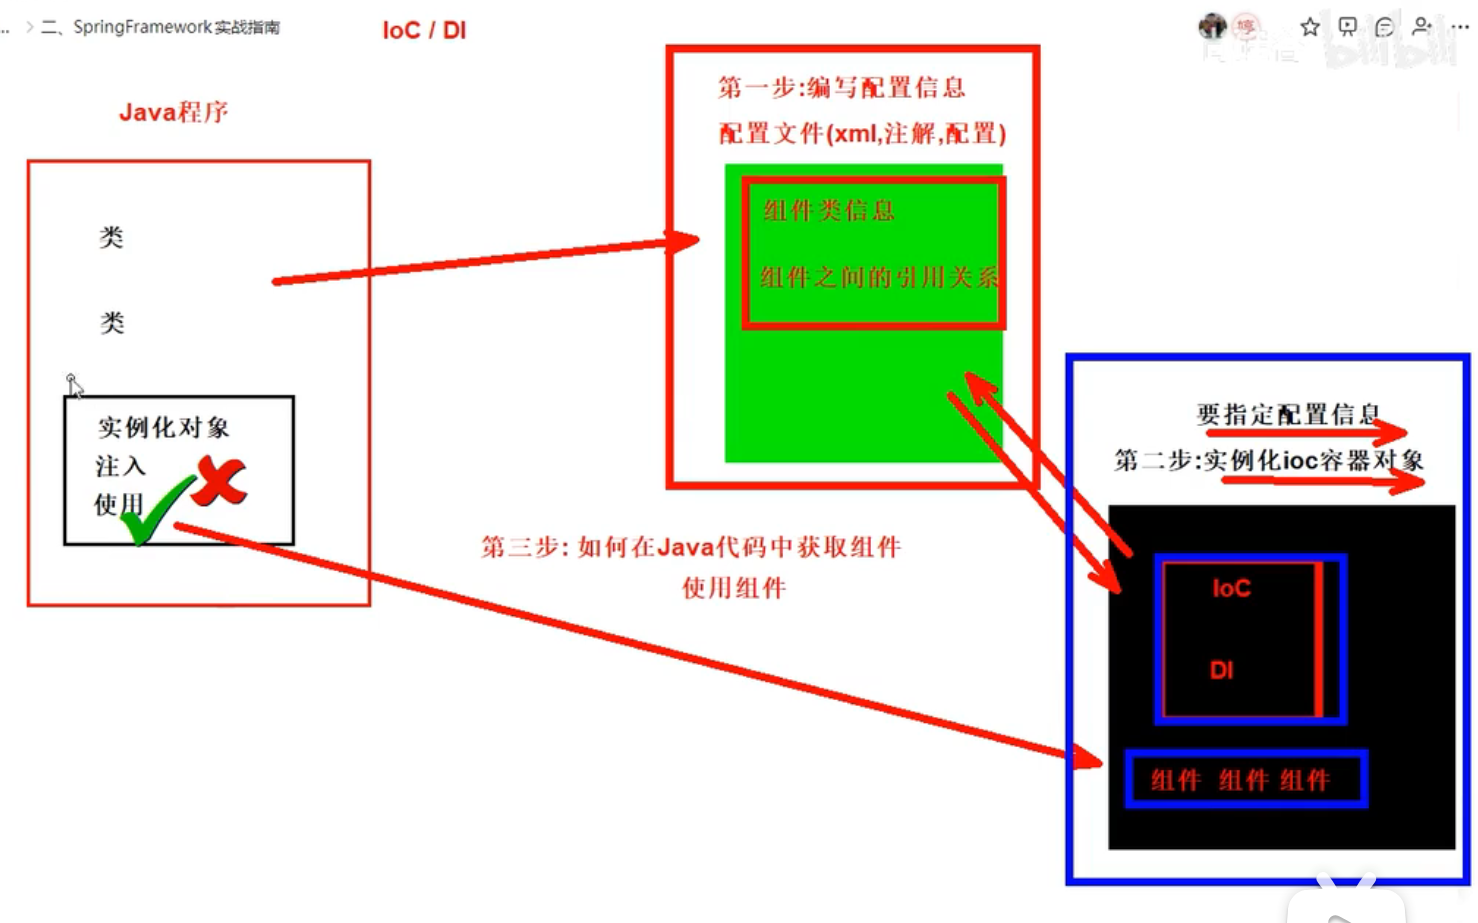 ... > 二、SpringFramework实战指南
IoC / DI
婷
bilibili
Java程序
类
类
实例化对象
注入
使用
第一步:编写配置信息
配置文件(xml,注解,配置)
组件类信息
组件之间的引用关系
第三步: 如何在Java代码中获取组件
使用组件
要指定配置信息
第二步:实例化ioc容器对象
IoC
DI
组件 组件 组件